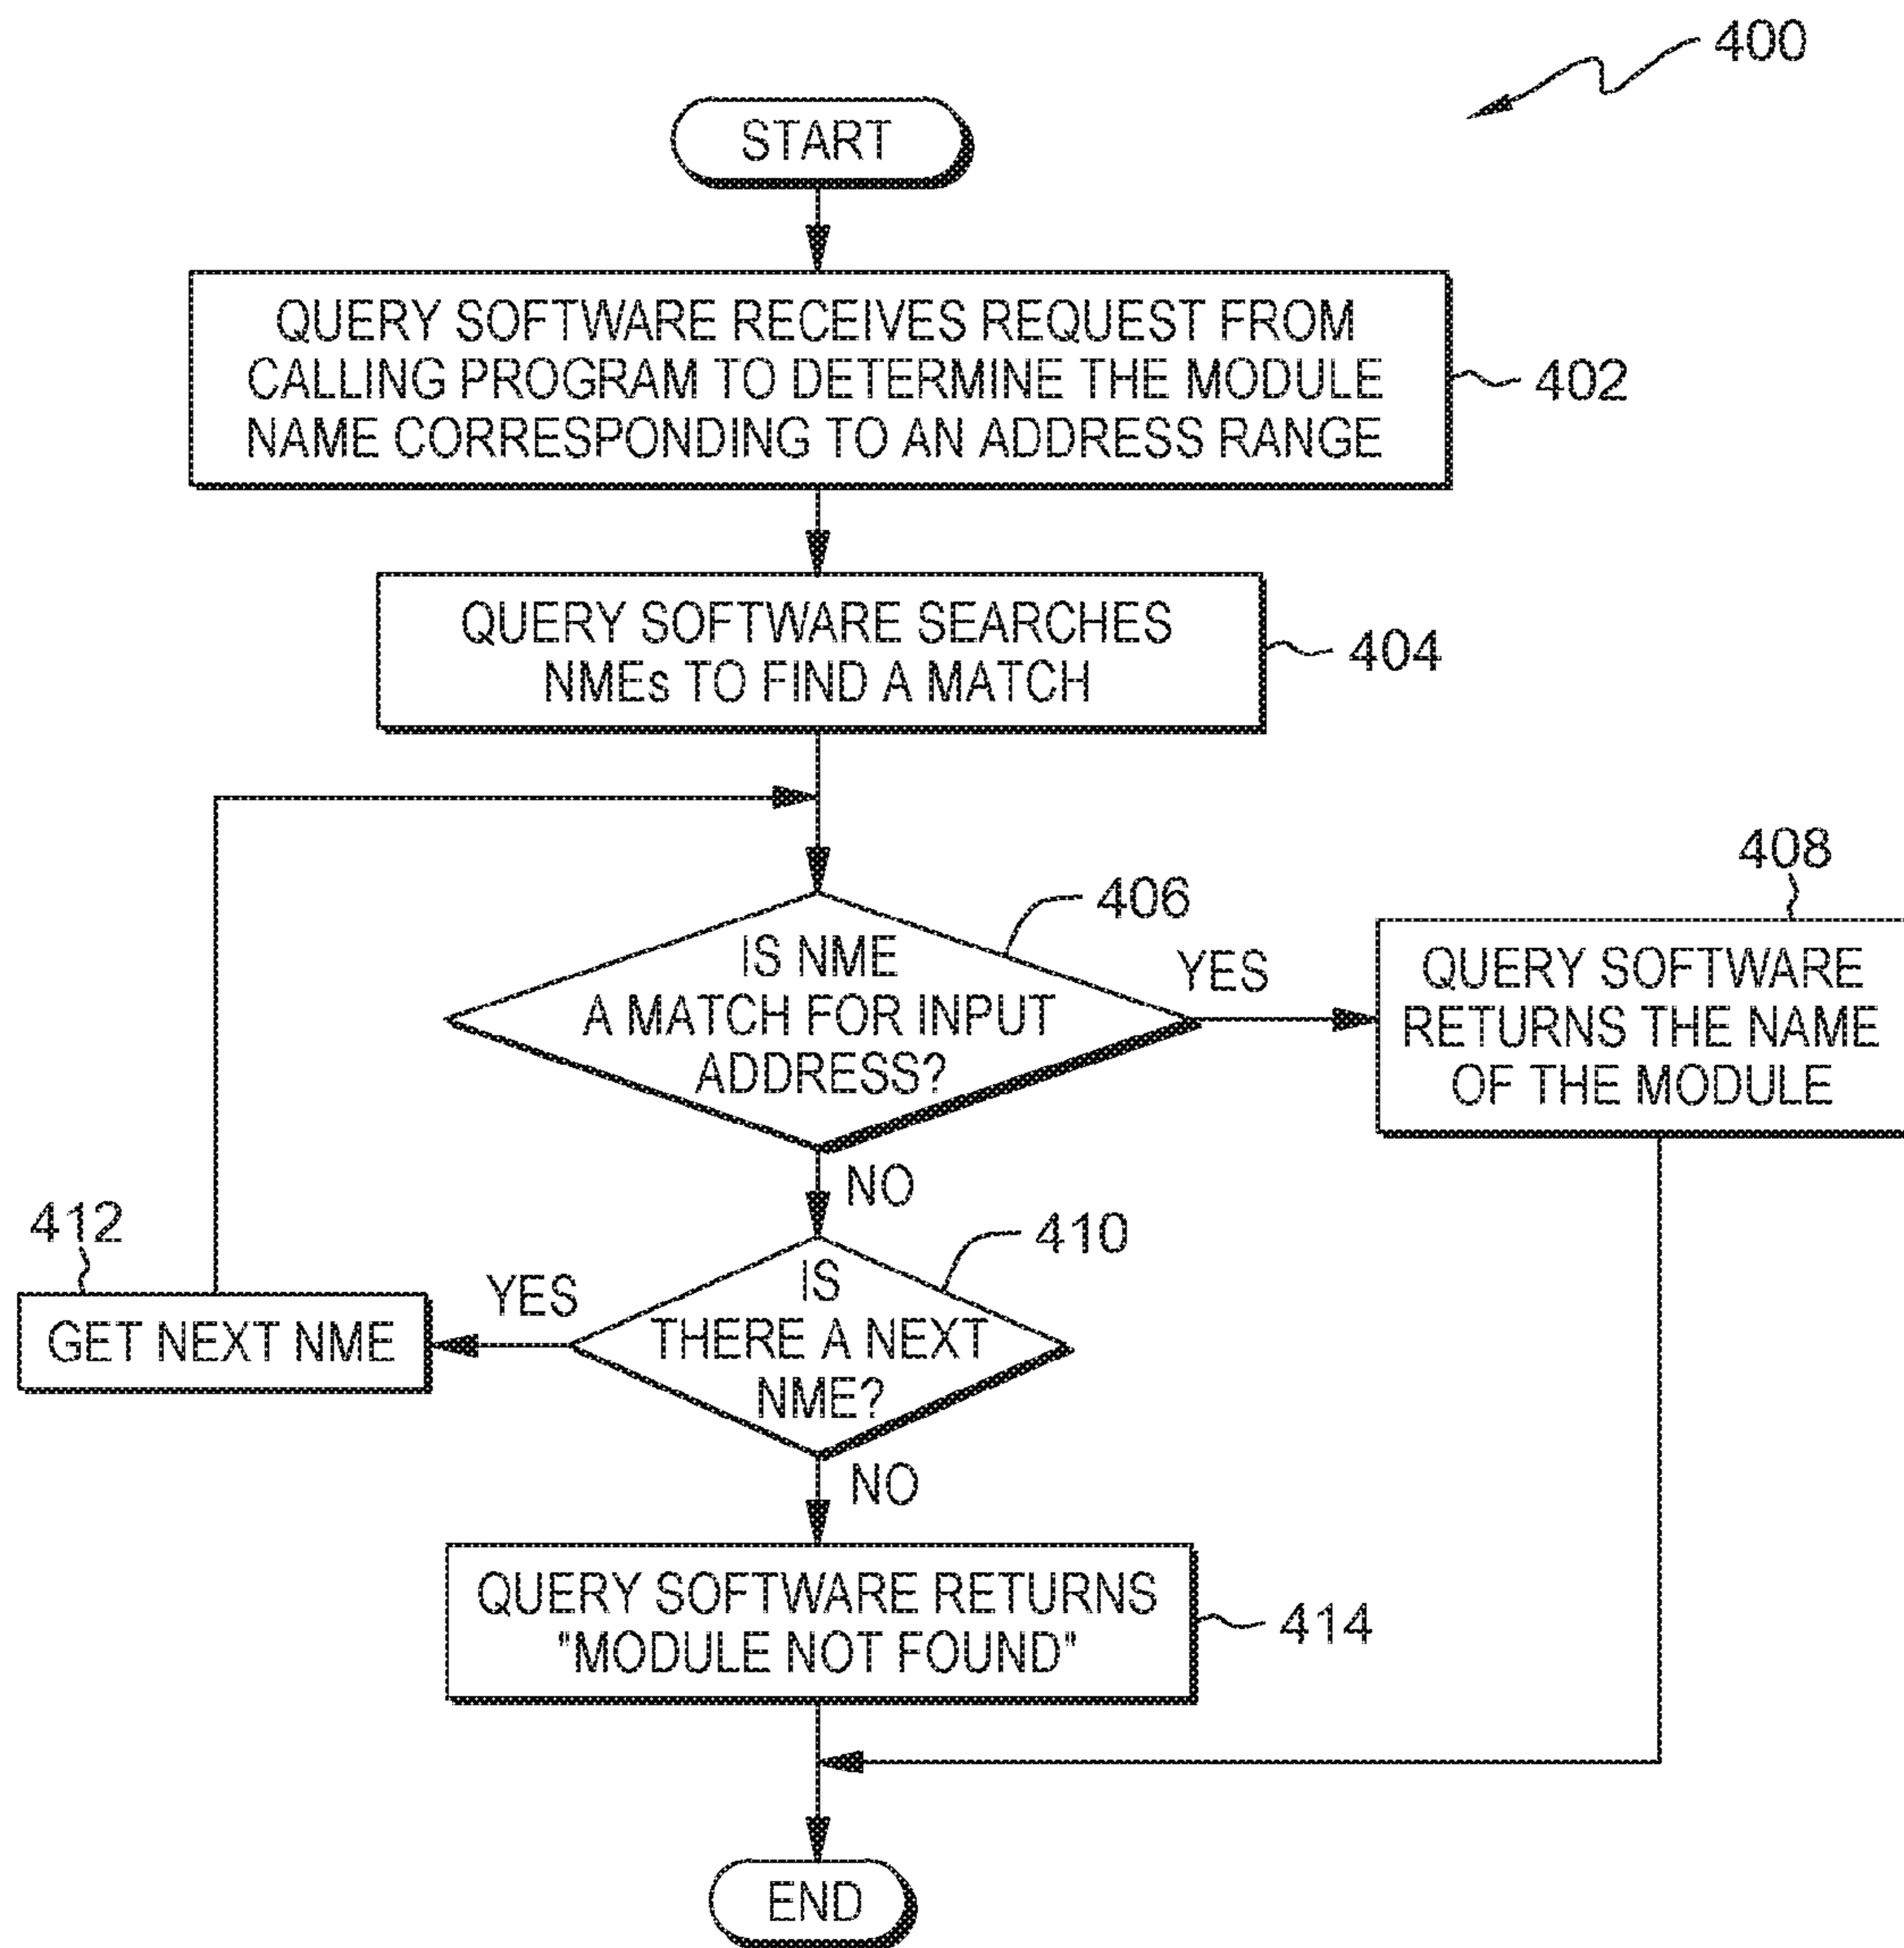 400
START
QUERY SOFTWARE RECEIVES REQUEST FROM
CALLING PROGRAM TO DETERMINE THE MODULE
NAME CORRESPONDING TO AN ADDRESS RANGE
402
QUERY SOFTWARE SEARCHES
NMEs TO FIND A MATCH
404
406
IS NME
A MATCH FOR INPUT
ADDRESS?
YES
408
QUERY SOFTWARE
RETURNS THE NAME
OF THE MODULE
NO
412
GET NEXT NME
YES
410
IS
THERE A NEXT
NME?
NO
QUERY SOFTWARE RETURNS
"MODULE NOT FOUND"
414
END